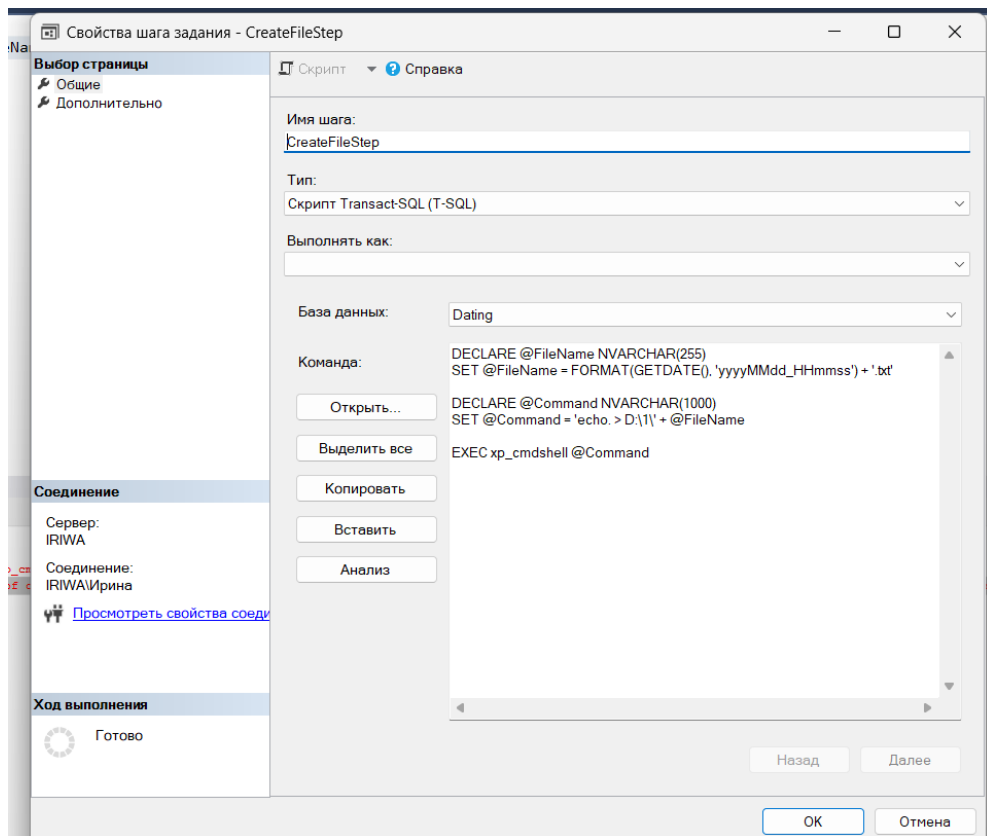 Свойства шага задания - CreateFileStep
Выбор страницы
Общие
Дополнительно
Скрипт
Справка
Имя шага:
CreateFileStep
Тип:
Скрипт Transact-SQL (T-SQL)
Выполнять как:
База данных:
Dating
Команда:
DECLARE @FileName NVARCHAR(255)
SET @FileName = FORMAT(GETDATE(), 'yyyyMMdd_HHmmss') + '.txt'
DECLARE @Command NVARCHAR(1000)
SET @Command = 'echo. > D:\1\' + @FileName
EXEC xp_cmdshell @Command
Открыть...
Выделить все
Копировать
Вставить
Анализ
Соединение
Сервер:
IRIWA
Соединение:
IRIWA\Ирина
Просмотреть свойства соеди
Ход выполнения
Готово
Назад
Далее
OK
Отмена